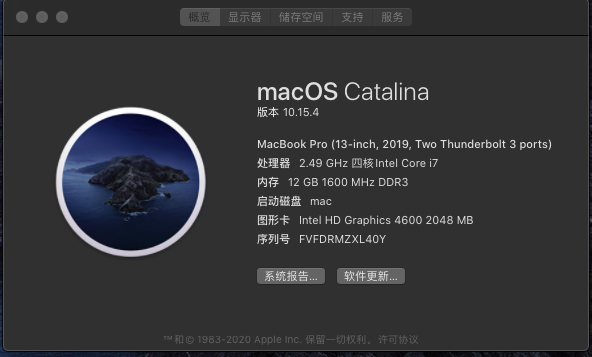 概览 显示器 储存空间 支持 服务
macOS Catalina
版本 10.15.4
MacBook Pro (13-inch, 2019, Two Thunderbolt 3 ports)
处理器 2.49 GHz 四核Intel Core i7
内存 12 GB 1600 MHz DDR3
启动磁盘 mac
图形卡 Intel HD Graphics 4600 2048 MB
序列号 FVFDRMZXL40Y
系统报告... 软件更新...
™和© 1983-2020 Apple Inc. 保留一切权利。许可协议